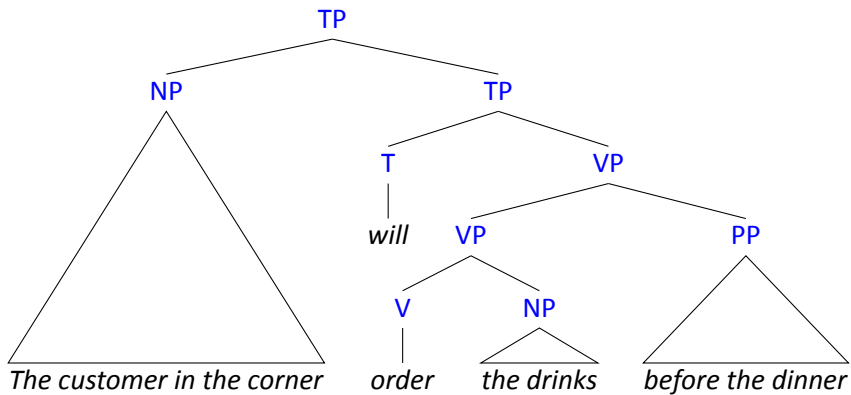 TP
NP TP
T VP
will VP PP
V NP
The customer in the corner order the drinks before the dinner